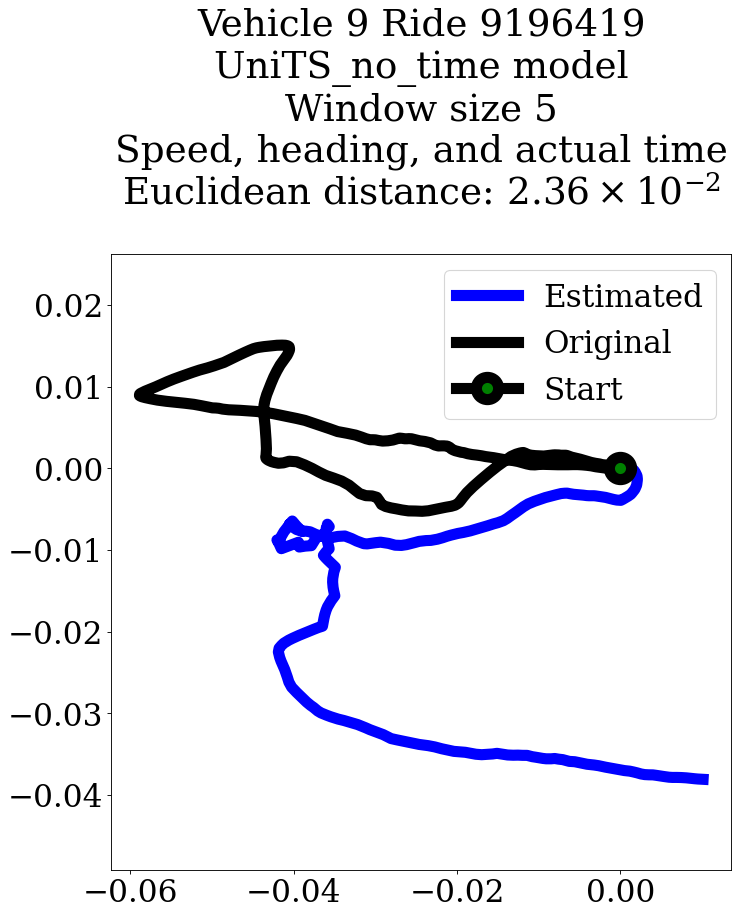 Vehicle 9 Ride 9196419
UniTS_no_time model
Window size 5
Speed, heading, and actual time
Euclidean distance: 2.36 × 10⁻²
Estimated
Original
Start
0.02
0.01
0.00
−0.01
−0.02
−0.03
−0.04
−0.06 −0.04 −0.02 0.00